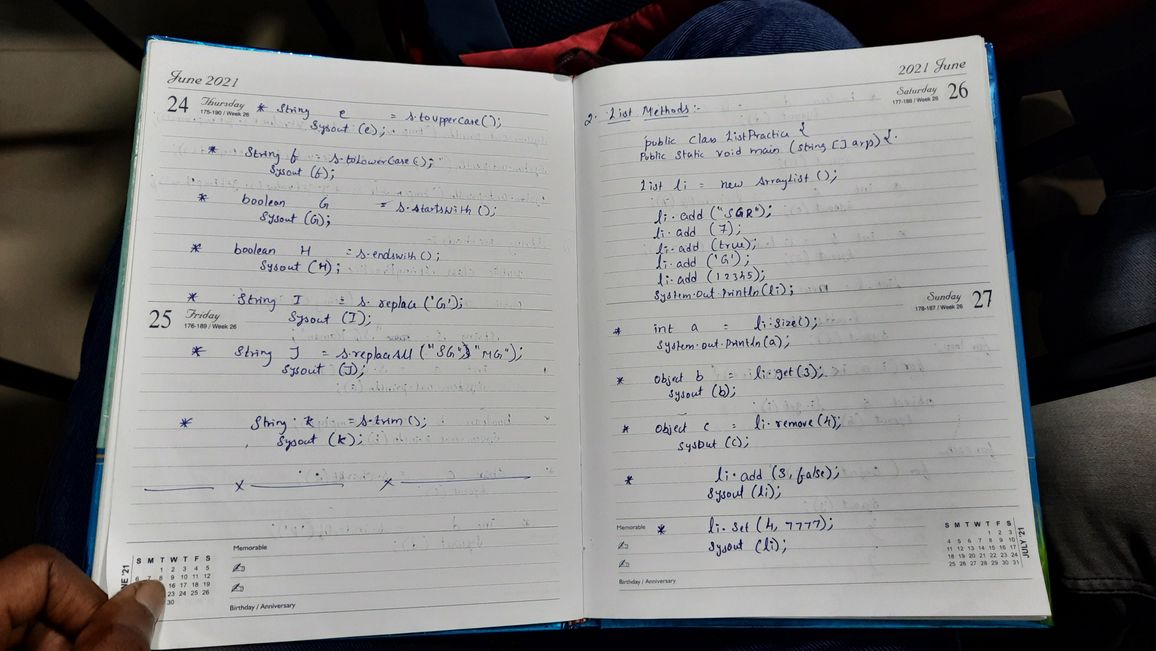 June 2021
24 Thursday
175-190 / Week 26
* String e = s.toupperCase();
Sysout (e);
* String f = s.toLowerCase();
Sysout (f);
* boolean G = s.startswith ();
Sysout (G);
* boolean H = s.endswith ();
Sysout (H);
* String I = s.replace ('G');
25 Friday
176-189 / Week 26
Sysout (I);
* String J = s.replaceAll ("SG", "MG");
Sysout (J);
* String k = s.trim ();
Sysout (k);
x x
Memorable
Birthday / Anniversary
NE '21
S M T W T F S
1 2 3 4 5
6 7 8 9 10 11 12
16 17 18 19
23 24 25 26
30
2021 June
Saturday 26
177-188 / Week 26
2. List Methods:-
public class ListPractice {
Public Static void main (string [] args) {
List li = new ArrayList ();
li.add ("SGR");
li.add (7);
li.add (true);
li.add ('G');
li.add (12345);
System.out.println(li);
Sunday 27
178-187 / Week 26
* int a = li.size();
System.out.println(a);
* Object b = li.get(3);
Sysout (b);
* Object c = li.remove (4);
Sysout (c);
* li.add (3, false);
Sysout (li);
* li.set (4, 7777);
Sysout (li);
Memorable
Birthday / Anniversary
JULY '21
S M T W T F S
1 2 3
4 5 6 7 8 9 10
11 12 13 14 15 16 17
18 19 20 21 22 23 24
25 26 27 28 29 30 31